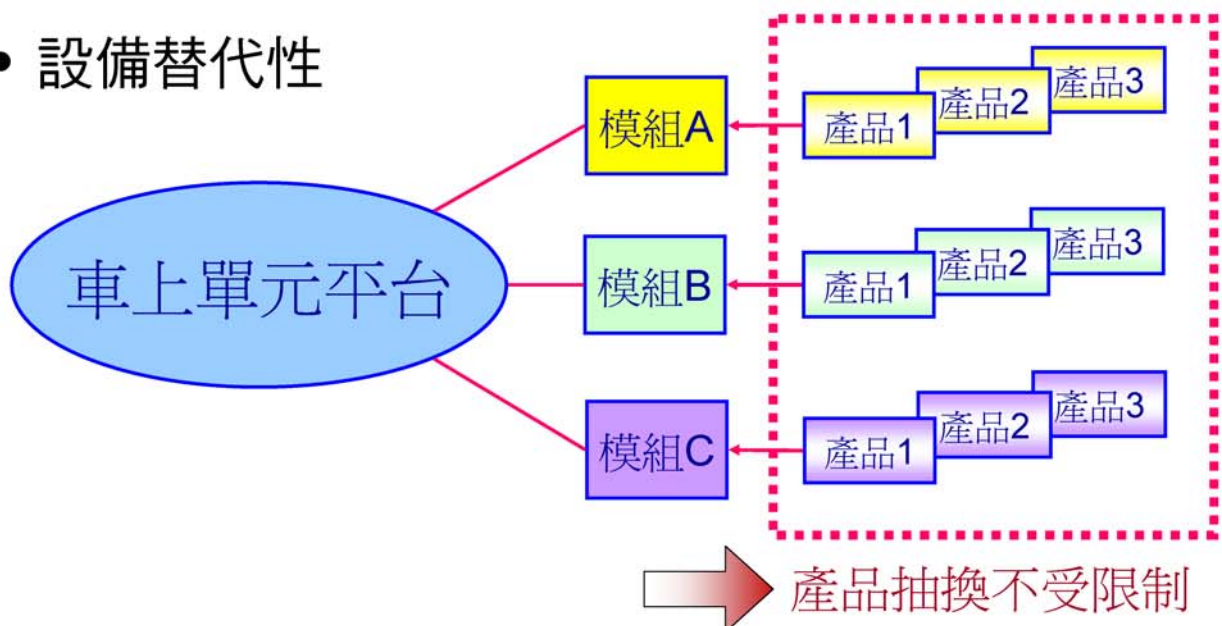 • 設備替代性
模組A
產品1
產品2
產品3
車上單元平台
模組B
產品1
產品2
產品3
模組C
產品1
產品2
產品3
產品抽換不受限制